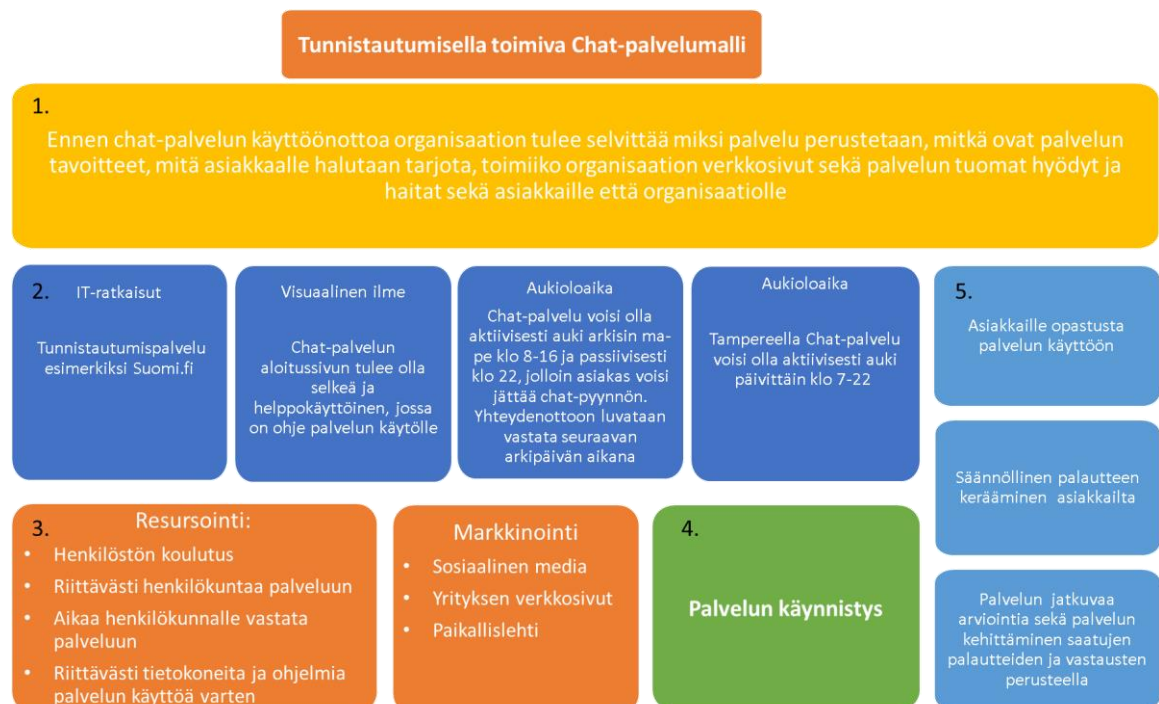 Tunnistautumisella toimiva Chat-palvelumalli
1.
Ennen chat-palvelun käyttöönottoa organisaation tulee selvittää miksi palvelu perustetaan, mitkä ovat palvelun
tavoitteet, mitä asiakkaalle halutaan tarjota, toimiiko organisaation verkkosivut sekä palvelun tuomat hyödyt ja
haitat sekä asiakkaille että organisaatiolle
2.
IT-ratkaisut
Tunnistautumispalvelu
esimerkiksi Suomi.fi
Visuaalinen ilme
Chat-palvelun
aloitussivun tulee olla
selkeä ja
helppokäyttöinen, jossa
on ohje palvelun käytölle
Aukioloaika
Chat-palvelu voisi olla
aktiivisesti auki arkisin ma-
pe klo 8-16 ja passiivisesti
klo 22, jolloin asiakas voisi
jättää chat-pyynnön.
Yhteydenottoon luvataan
vastata seuraavan
arkipäivän aikana
Aukioloaika
Tampereella Chat-palvelu
voisi olla aktiivisesti auki
päivittäin klo 7-22
3.
Resursointi:
• Henkilöstön koulutus
• Riittävästi henkilökuntaa palveluun
• Aikaa henkilökunnalle vastata
palveluun
• Riittävästi tietokoneita ja ohjelmia
palvelun käyttöä varten
Markkinointi
• Sosiaalinen media
• Yrityksen verkkosivut
• Paikallislehti
4.
Palvelun käynnistys
5.
Asiakkaille opastusta
palvelun käyttöön
Säännöllinen palautteen
kerääminen asiakkailta
Palvelun jatkuvaa
arviointia sekä palvelun
kehittäminen saatujen
palautteiden ja vastausten
perusteella